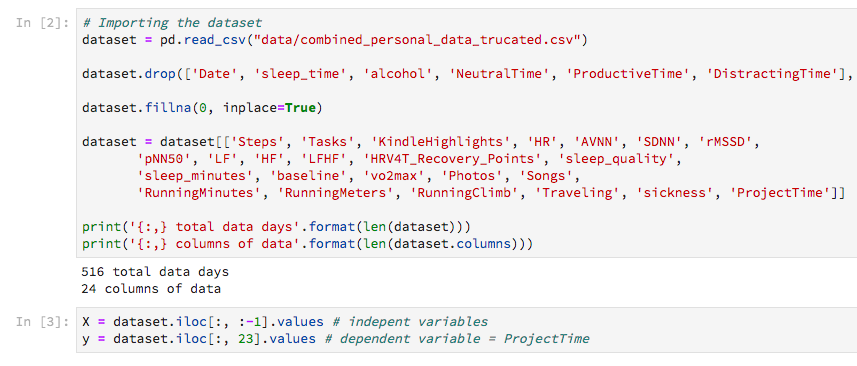 In [2]:
# Importing the dataset
dataset = pd.read_csv("data/combined_personal_data_trucated.csv")
dataset.drop(['Date', 'sleep_time', 'alcohol', 'NeutralTime', 'ProductiveTime', 'DistractingTime'],
dataset.fillna(0, inplace=True)
dataset = dataset[['Steps', 'Tasks', 'KindleHighlights', 'HR', 'AVNN', 'SDNN', 'rMSSD',
'pNN50', 'LF', 'HF', 'LFHF', 'HRV4T_Recovery_Points', 'sleep_quality',
'sleep_minutes', 'baseline', 'vo2max', 'Photos', 'Songs',
'RunningMinutes', 'RunningMeters', 'RunningClimb', 'Traveling', 'sickness', 'ProjectTime']]
print('{:,} total data days'.format(len(dataset)))
print('{:,} columns of data'.format(len(dataset.columns)))
516 total data days
24 columns of data
In [3]:
X = dataset.iloc[:, :-1].values # indepent variables
y = dataset.iloc[:, 23].values # dependent variable = ProjectTime